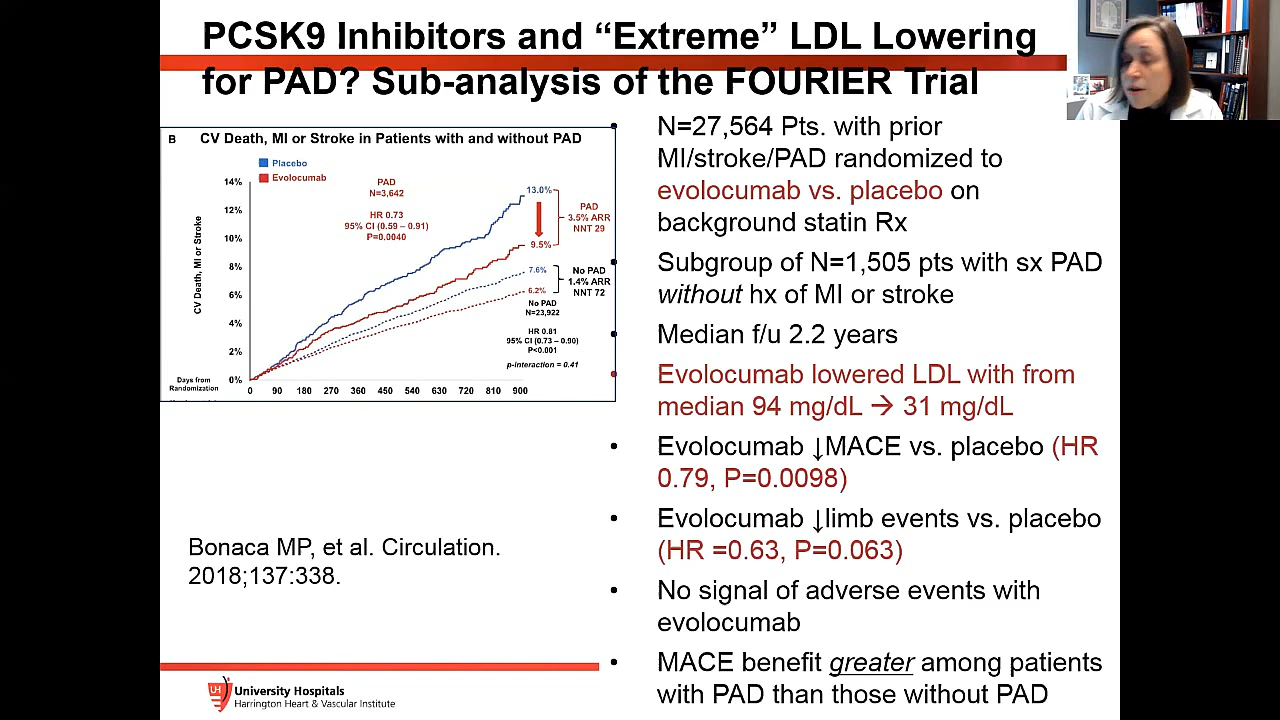 PCSK9 Inhibitors and “Extreme” LDL Lowering
for PAD? Sub-analysis of the FOURIER Trial
B CV Death, MI or Stroke in Patients with and without PAD
Placebo
Evolocumab
CV Death, MI or Stroke
14%
12%
10%
8%
6%
4%
2%
0%
PAD
N=3,642
HR 0.73
95% CI (0.59 – 0.91)
P=0.0040
13.0%
9.5%
PAD
3.5% ARR
NNT 29
7.6%
6.2%
No PAD
1.4% ARR
NNT 72
No PAD
N=23,922
HR 0.81
95% CI (0.73 – 0.90)
P<0.001
p-interaction = 0.41
Days from
Randomization
0 90 180 270 360 450 540 630 720 810 900
Bonaca MP, et al. Circulation.
2018;137:338.
• N=27,564 Pts. with prior
MI/stroke/PAD randomized to
evolocumab vs. placebo on
background statin Rx
• Subgroup of N=1,505 pts with sx PAD
without hx of MI or stroke
• Median f/u 2.2 years
• Evolocumab lowered LDL with from
median 94 mg/dL → 31 mg/dL
• Evolocumab ↓MACE vs. placebo (HR
0.79, P=0.0098)
• Evolocumab ↓limb events vs. placebo
(HR =0.63, P=0.063)
• No signal of adverse events with
evolocumab
• MACE benefit greater among patients
with PAD than those without PAD
UH
University Hospitals
Harrington Heart & Vascular Institute